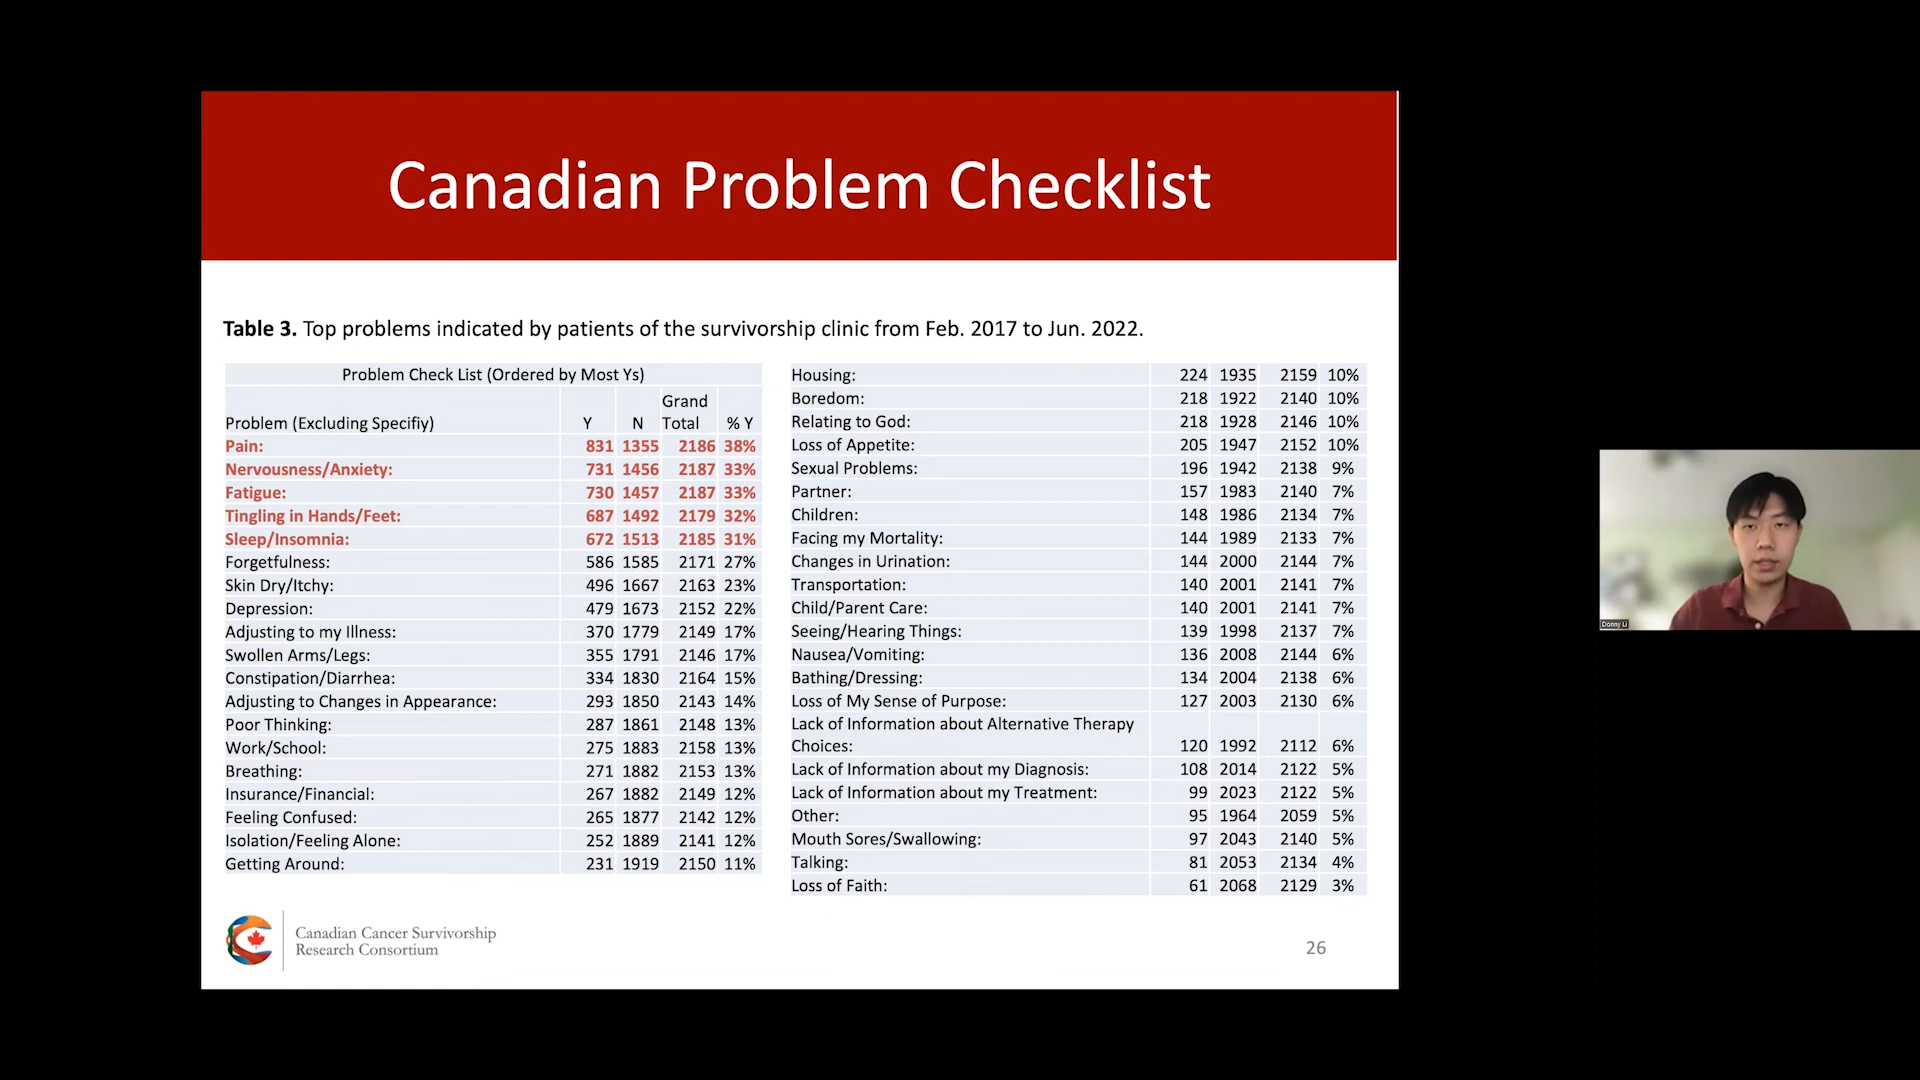 Canadian Problem Checklist
Table 3. Top problems indicated by patients of the survivorship clinic from Feb. 2017 to Jun. 2022.
Problem Check List (Ordered by Most Ys)
Problem (Excluding Specifiy) Y N Grand Total % Y
Pain: 831 1355 2186 38%
Nervousness/Anxiety: 731 1456 2187 33%
Fatigue: 730 1457 2187 33%
Tingling in Hands/Feet: 687 1492 2179 32%
Sleep/Insomnia: 672 1513 2185 31%
Forgetfulness: 586 1585 2171 27%
Skin Dry/Itchy: 496 1667 2163 23%
Depression: 479 1673 2152 22%
Adjusting to my Illness: 370 1779 2149 17%
Swollen Arms/Legs: 355 1791 2146 17%
Constipation/Diarrhea: 334 1830 2164 15%
Adjusting to Changes in Appearance: 293 1850 2143 14%
Poor Thinking: 287 1861 2148 13%
Work/School: 275 1883 2158 13%
Breathing: 271 1882 2153 13%
Insurance/Financial: 267 1882 2149 12%
Feeling Confused: 265 1877 2142 12%
Isolation/Feeling Alone: 252 1889 2141 12%
Getting Around: 231 1919 2150 11%
Housing: 224 1935 2159 10%
Boredom: 218 1922 2140 10%
Relating to God: 218 1928 2146 10%
Loss of Appetite: 205 1947 2152 10%
Sexual Problems: 196 1942 2138 9%
Partner: 157 1983 2140 7%
Children: 148 1986 2134 7%
Facing my Mortality: 144 1989 2133 7%
Changes in Urination: 144 2000 2144 7%
Transportation: 140 2001 2141 7%
Child/Parent Care: 140 2001 2141 7%
Seeing/Hearing Things: 139 1998 2137 7%
Nausea/Vomiting: 136 2008 2144 6%
Bathing/Dressing: 134 2004 2138 6%
Loss of My Sense of Purpose: 127 2003 2130 6%
Lack of Information about Alternative Therapy
Choices: 120 1992 2112 6%
Lack of Information about my Diagnosis: 108 2014 2122 5%
Lack of Information about my Treatment: 99 2023 2122 5%
Other: 95 1964 2059 5%
Mouth Sores/Swallowing: 97 2043 2140 5%
Talking: 81 2053 2134 4%
Loss of Faith: 61 2068 2129 3%
Canadian Cancer Survivorship
Research Consortium
26
Donny Li